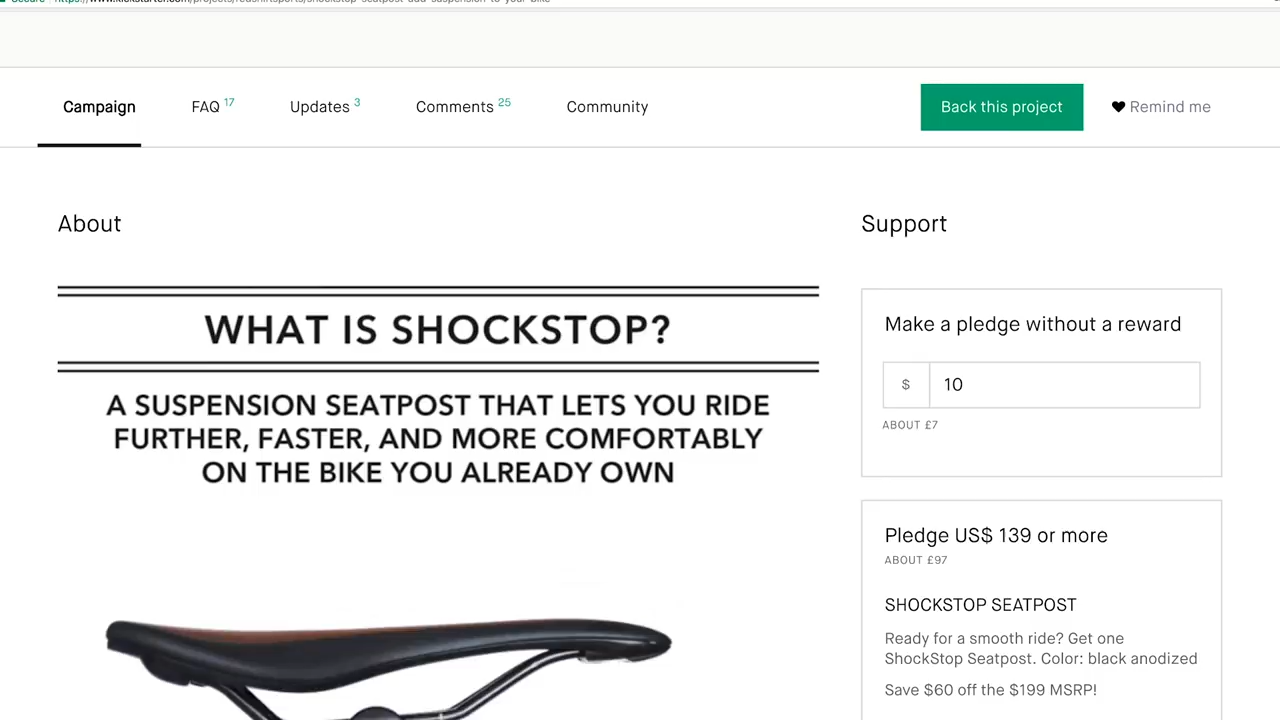 Campaign
FAQ 17
Updates 3
Comments 25
Community
Back this project
Remind me
About
WHAT IS SHOCKSTOP?
A SUSPENSION SEATPOST THAT LETS YOU RIDE
FURTHER, FASTER, AND MORE COMFORTABLY
ON THE BIKE YOU ALREADY OWN
Support
Make a pledge without a reward
$ 10
ABOUT £7
Pledge US$ 139 or more
ABOUT £97
SHOCKSTOP SEATPOST
Ready for a smooth ride? Get one
ShockStop Seatpost. Color: black anodized
Save $60 off the $199 MSRP!